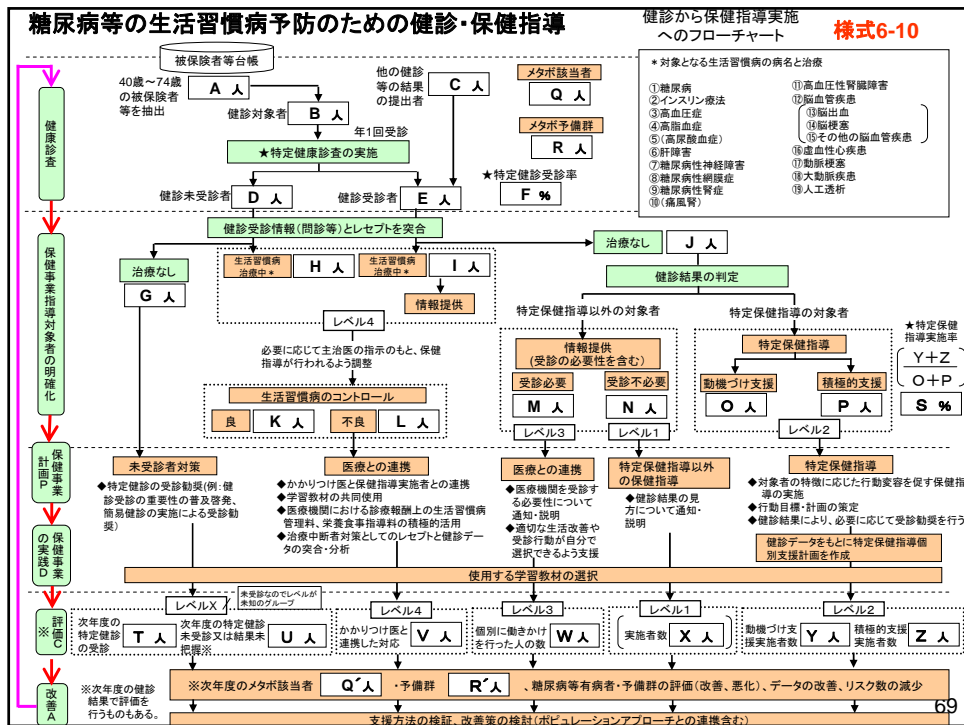 糖尿病等の生活習慣病予防のための健診・保健指導
健診から保健指導実施
へのフローチャート
様式6-10
被保険者等台帳
40歳～74歳
の被保険者
等を抽出
A 人
健診対象者
B 人
他の健診
等の結果
の提出者
C 人
メタボ該当者
Q 人
メタボ予備群
R 人
＊対象となる生活習慣病の病名と治療
①糖尿病
②インスリン療法
③高血圧症
④高脂血症
⑤(高尿酸血症)
⑥肝障害
⑦糖尿病性神経障害
⑧糖尿病性網膜症
⑨糖尿病性腎症
⑩(痛風腎)
⑪高血圧性腎臓障害
⑫脳血管疾患
⑬脳出血
⑭脳梗塞
⑮その他の脳血管疾患
⑯虚血性心疾患
⑰動脈梗塞
⑱大動脈疾患
⑲人工透析
健康診査
年1回受診
★特定健康診査の実施
健診未受診者
D 人
健診受診者
E 人
★特定健診受診率
F %
健診受診情報(問診等)とレセプトを突合
保健事業指導対象者の明確化
治療なし
G 人
生活習慣病
治療中＊
H 人
生活習慣病
治療中＊
I 人
情報提供
レベル4
治療なし
J 人
健診結果の判定
特定保健指導以外の対象者
特定保健指導の対象者
必要に応じて主治医の指示のもと、保健
指導が行われるよう調整
情報提供
(受診の必要性を含む)
受診必要
受診不必要
M 人
N 人
レベル3
レベル1
特定保健指導
動機づけ支援
積極的支援
O 人
P 人
レベル2
★特定保健
指導実施率
Y+Z
O+P
S %
生活習慣病のコントロール
良
K 人
不良
L 人
保健事業
計画P
未受診者対策
◆特定健診の受診勧奨(例:健
診受診の重要性の普及啓発、
簡易健診の実施による受診勧
奨)
医療との連携
◆かかりつけ医と保健指導実施者との連携
◆学習教材の共同使用
◆医療機関における診療報酬上の生活習慣病
管理料、栄養食事指導料の積極的活用
◆治療中断者対策としてのレセプトと健診デー
タの突合・分析
医療との連携
◆医療機関を受診す
る必要性について
通知・説明
◆適切な生活改善や
受診行動が自分で
選択できるよう支援
特定保健指導以外
の保健指導
◆健診結果の見
方について通知・
説明
特定保健指導
◆対象者の特徴に応じた行動変容を促す保健指
導の実施
◆行動目標・計画の策定
◆健診結果により、必要に応じて受診勧奨を行う
保健事業
の実践D
健診データをもとに特定保健指導個
別支援計画を作成
使用する学習教材の選択
※
評価C
レベルX
未受診なのでレベルが
未知のグループ
次年度の
特定健診
の受診
T 人
次年度の特定健診
未受診又は結果未
把握※
U 人
レベル4
かかりつけ医と
連携した対応
V 人
レベル3
個別に働きかけ
を行った人の数
W 人
レベル1
実施者数
X 人
レベル2
動機づけ支
援実施者数
Y 人
積極的支援
実施者数
Z 人
改善A
※次年度の健診
結果で評価を
行うものもある。
※次年度のメタボ該当者
Q´人
・予備群
R´人
、糖尿病等有病者・予備群の評価(改善、悪化)、データの改善、リスク数の減少
支援方法の検証、改善策の検討(ポピュレーションアプローチとの連携含む)
69